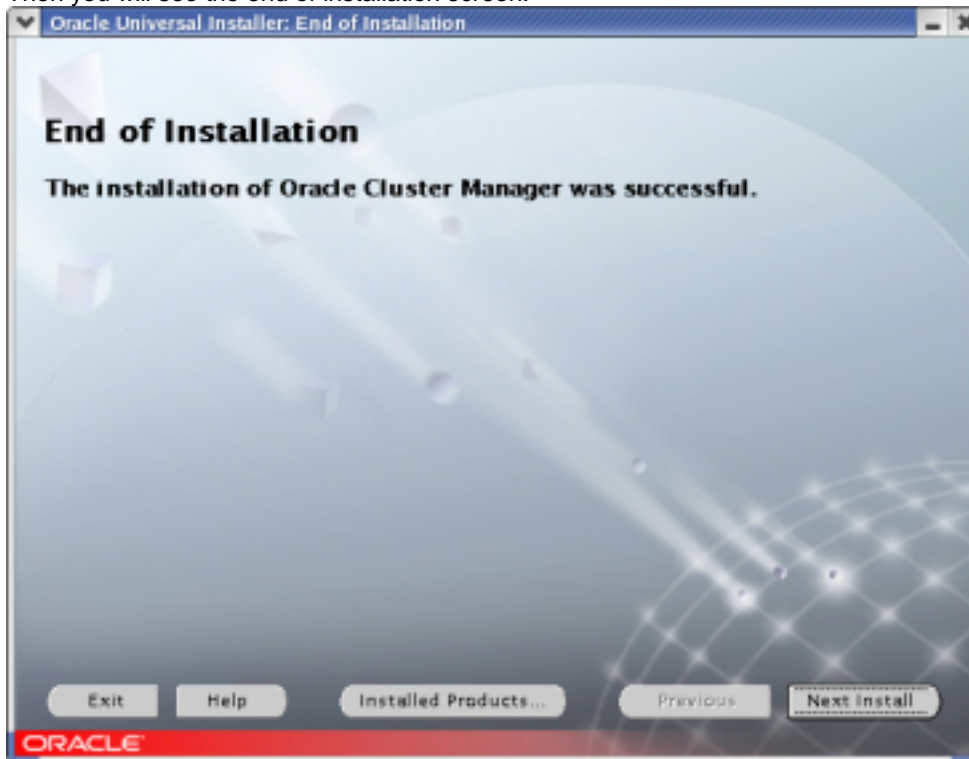 Then you will see the end of installation screen.
Oracle Universal Installer: End of Installation
End of Installation
The installation of Oracle Cluster Manager was successful.
Exit
Help
Installed Products...
Previous
Next Install
ORACLE